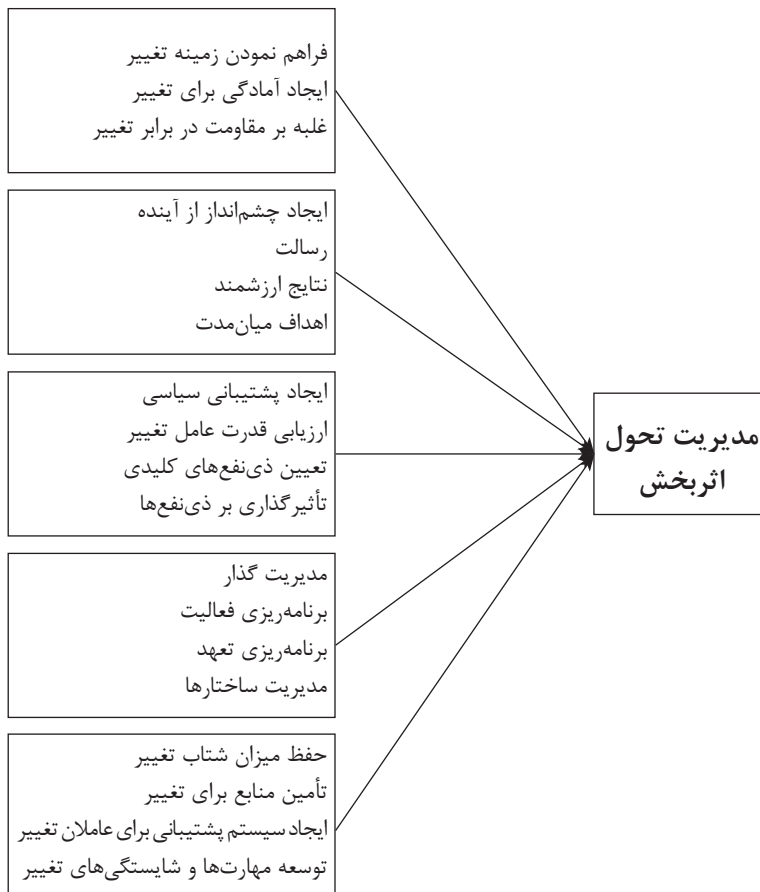 فراهم نمودن زمینه تغییر
ایجاد آمادگی برای تغییر
غلبه بر مقاومت در برابر تغییر
ایجاد چشم‌انداز از آینده
رسالت
نتایج ارزشمند
اهداف میان‌مدت
ایجاد پشتیبانی سیاسی
ارزیابی قدرت عامل تغییر
تعیین ذی‌نفع‌های کلیدی
تأثیرگذاری بر ذی‌نفع‌ها
مدیریت گذار
برنامه‌ریزی فعالیت
برنامه‌ریزی تعهد
مدیریت ساختارها
حفظ میزان شتاب تغییر
تأمین منابع برای تغییر
ایجاد سیستم پشتیبانی برای عاملان تغییر
توسعه مهارت‌ها و شایستگی‌های تغییر
مدیریت تحول
اثربخش